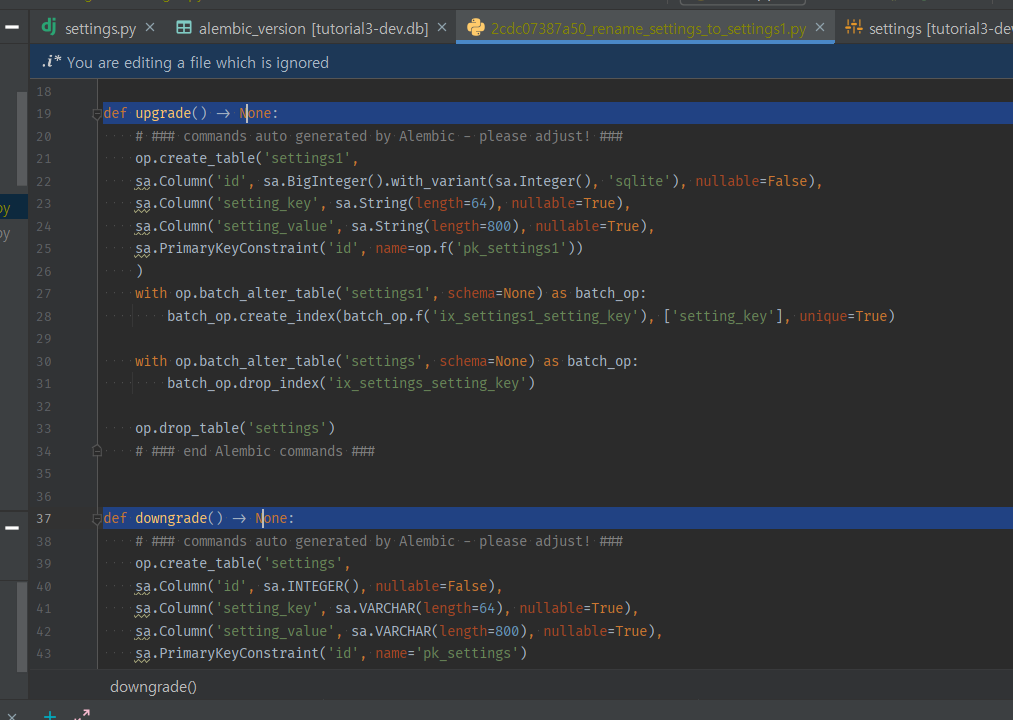 settings.py × alembic_version [tutorial3-dev.db] × 2cdc07387a50_rename_settings_to_settings1.py × settings [tutorial3-dev
.i* You are editing a file which is ignored
18
19 def upgrade() → None:
20 # ### commands auto generated by Alembic - please adjust! ###
21 op.create_table('settings1',
22 sa.Column('id', sa.BigInteger().with_variant(sa.Integer(), 'sqlite'), nullable=False),
23 sa.Column('setting_key', sa.String(length=64), nullable=True),
24 sa.Column('setting_value', sa.String(length=800), nullable=True),
25 sa.PrimaryKeyConstraint('id', name=op.f('pk_settings1'))
26 )
27 with op.batch_alter_table('settings1', schema=None) as batch_op:
28 batch_op.create_index(batch_op.f('ix_settings1_setting_key'), ['setting_key'], unique=True)
29
30 with op.batch_alter_table('settings', schema=None) as batch_op:
31 batch_op.drop_index('ix_settings_setting_key')
32
33 op.drop_table('settings')
34 # ### end Alembic commands ###
35
36
37 def downgrade() → None:
38 # ### commands auto generated by Alembic - please adjust! ###
39 op.create_table('settings',
40 sa.Column('id', sa.INTEGER(), nullable=False),
41 sa.Column('setting_key', sa.VARCHAR(length=64), nullable=True),
42 sa.Column('setting_value', sa.VARCHAR(length=800), nullable=True),
43 sa.PrimaryKeyConstraint('id', name='pk_settings')
downgrade()